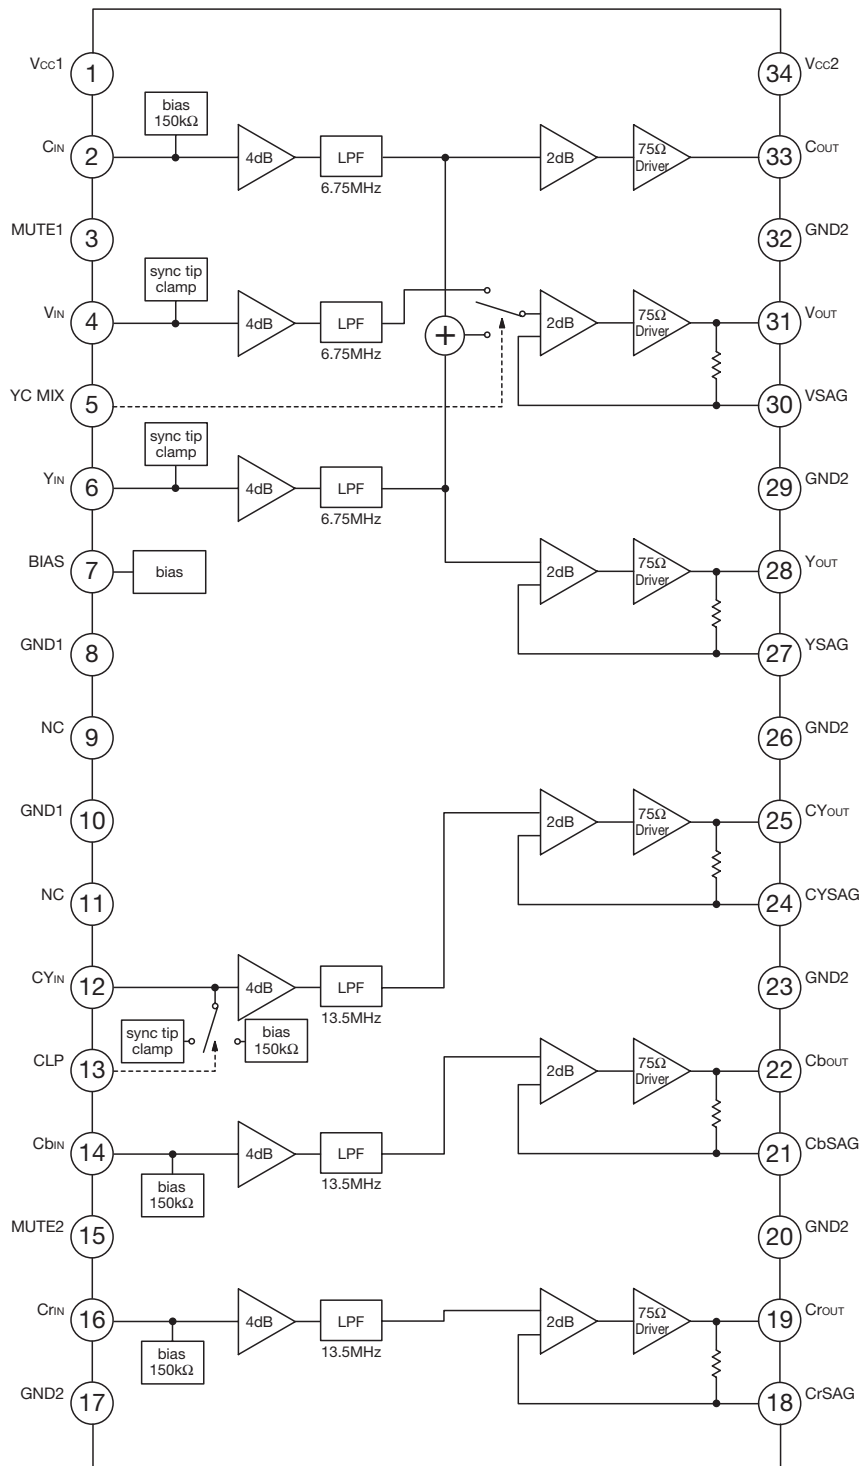 Vcc1
1
34
Vcc2
bias
150kΩ
CIN
2
4dB
LPF
6.75MHz
2dB
75Ω
Driver
33
COUT
MUTE1
3
32
GND2
sync tip
clamp
VIN
4
4dB
LPF
6.75MHz
+
2dB
75Ω
Driver
31
VOUT
YC MIX
5
30
VSAG
sync tip
clamp
YIN
6
4dB
LPF
6.75MHz
29
GND2
BIAS
7
bias
2dB
75Ω
Driver
28
YOUT
GND1
8
27
YSAG
NC
9
26
GND2
GND1
10
2dB
75Ω
Driver
25
CYOUT
NC
11
24
CYSAG
CYIN
12
4dB
LPF
13.5MHz
23
GND2
sync tip
clamp
bias
150kΩ
CLP
13
2dB
75Ω
Driver
22
CbOUT
CbIN
14
4dB
LPF
13.5MHz
21
CbSAG
bias
150kΩ
MUTE2
15
20
GND2
CrIN
16
4dB
LPF
13.5MHz
2dB
75Ω
Driver
19
CrOUT
bias
150kΩ
GND2
17
18
CrSAG